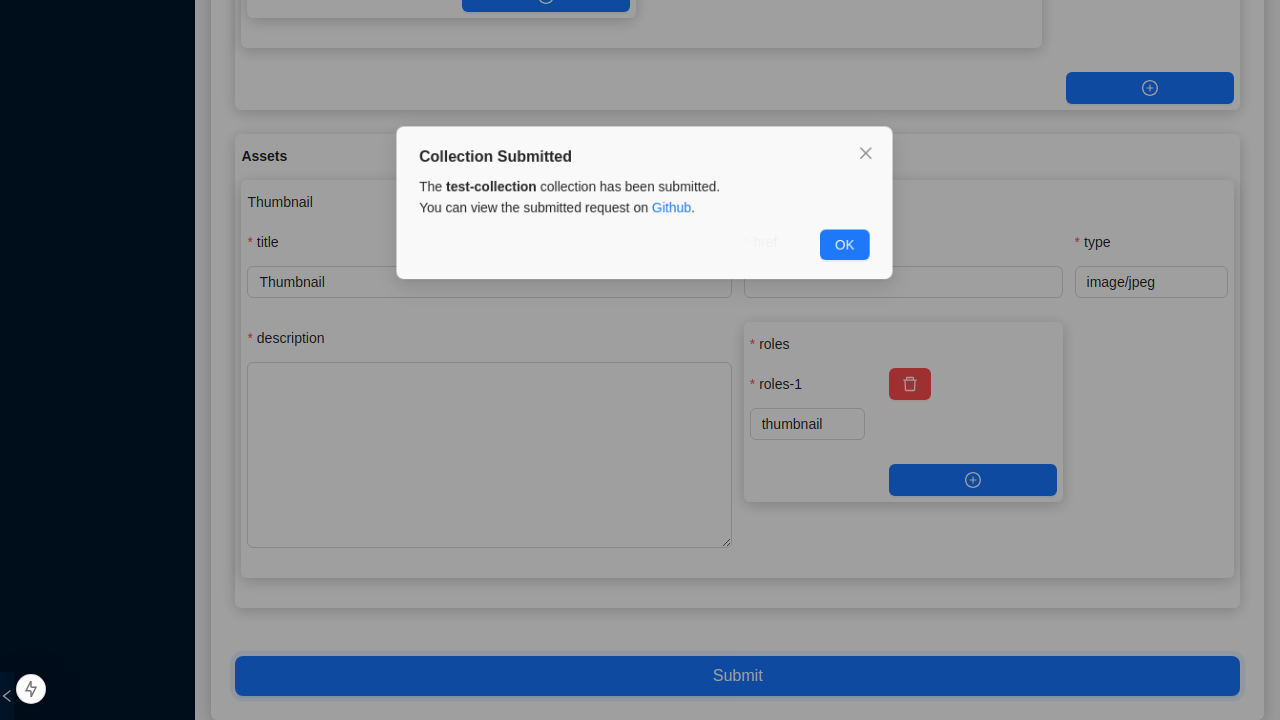 Assets
Collection Submitted
The test-collection collection has been submitted.
You can view the submitted request on Github.
OK
Thumbnail
* title
href
* type
Thumbnail
image/jpeg
* description
* roles
* roles-1
thumbnail
Submit